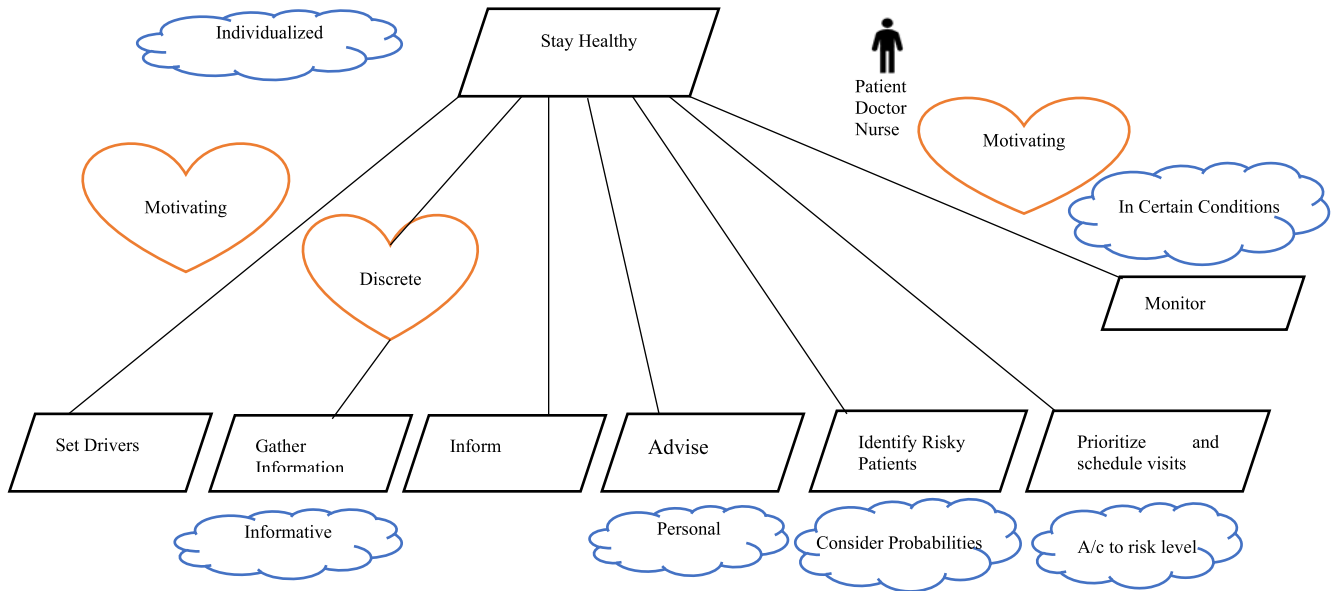 Individualized
Stay Healthy
Patient
Doctor
Nurse
Motivating
In Certain Conditions
Motivating
Discrete
Monitor
Set Drivers
Gather
Information
Inform
Advise
Identify Risky
Patients
Prioritize and
schedule visits
Informative
Personal
Consider Probabilities
A/c to risk level